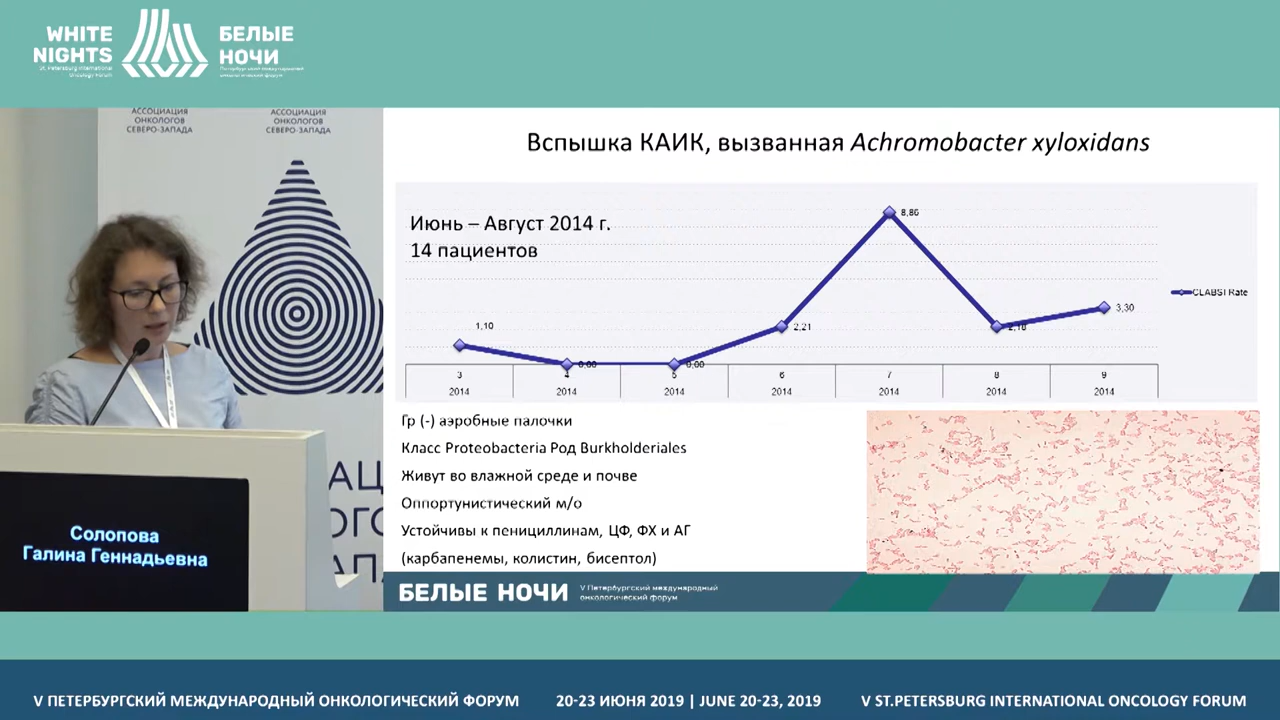 WHITE
NIGHTS
St. Petersburg International
Oncology Forum
БЕЛЫЕ
НОЧИ
Петербургский международный
онкологический форум
АССОЦИАЦИЯ
ОНКОЛОГОВ
СЕВЕРО-ЗАПАДА
АССОЦИАЦИЯ
ОНКОЛОГОВ
СЕВЕРО-ЗАПАДА
Солопова
Галина Геннадьевна
Вспышка КАИК, вызванная Achromobacter xyloxidans
Июнь – Август 2014 г.
14 пациентов
1,10
0,00
0,00
2,21
8,86
2,18
3,30
CLABSI Rate
3 4 5 6 7 8 9
2014 2014 2014 2014 2014 2014 2014
Гр (-) аэробные палочки
Класс Proteobacteria Род Burkholderiales
Живут во влажной среде и почве
Оппортунистический м/о
Устойчивы к пенициллинам, ЦФ, ФХ и АГ
(карбапенемы, колистин, бисептол)
БЕЛЫЕ НОЧИ
V Петербургский международный
онкологический форум
V ПЕТЕРБУРГСКИЙ МЕЖДУНАРОДНЫЙ ОНКОЛОГИЧЕСКИЙ ФОРУМ
20-23 ИЮНЯ 2019 | JUNE 20-23, 2019
V ST.PETERSBURG INTERNATIONAL ONCOLOGY FORUM